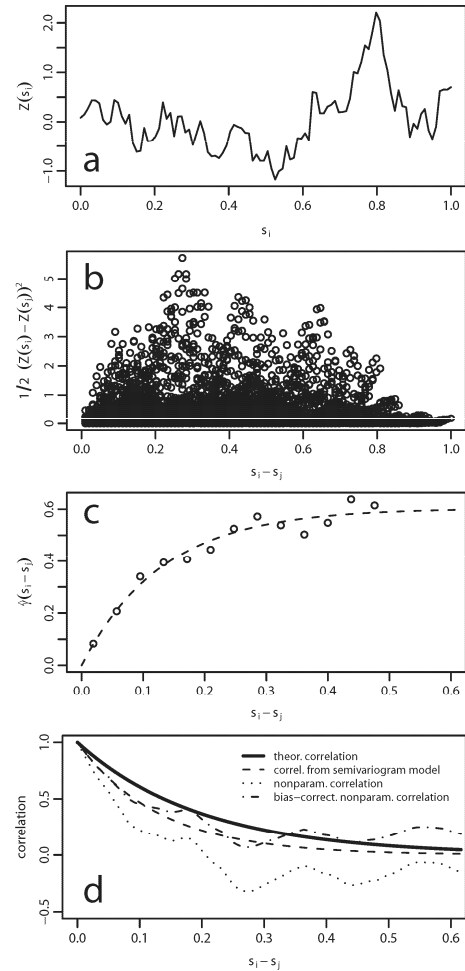 2.0
1.0
0.0
−1.0
Z(si)
a
0.0 0.2 0.4 0.6 0.8 1.0
si
5
4
3
2
1
0
1/2 (Z(si) − Z(sj))²
b
0.0 0.2 0.4 0.6 0.8 1.0
si − sj
0.6
0.4
0.2
0.0
γ̂(si − sj)
c
0.0 0.1 0.2 0.3 0.4 0.5 0.6
si − sj
1.0
0.5
0.0
−0.5
correlation
theor. correlation
correl. from semivariogram model
nonparam. correlation
bias−correct. nonparam. correlation
d
0.0 0.1 0.2 0.3 0.4 0.5 0.6
si − sj